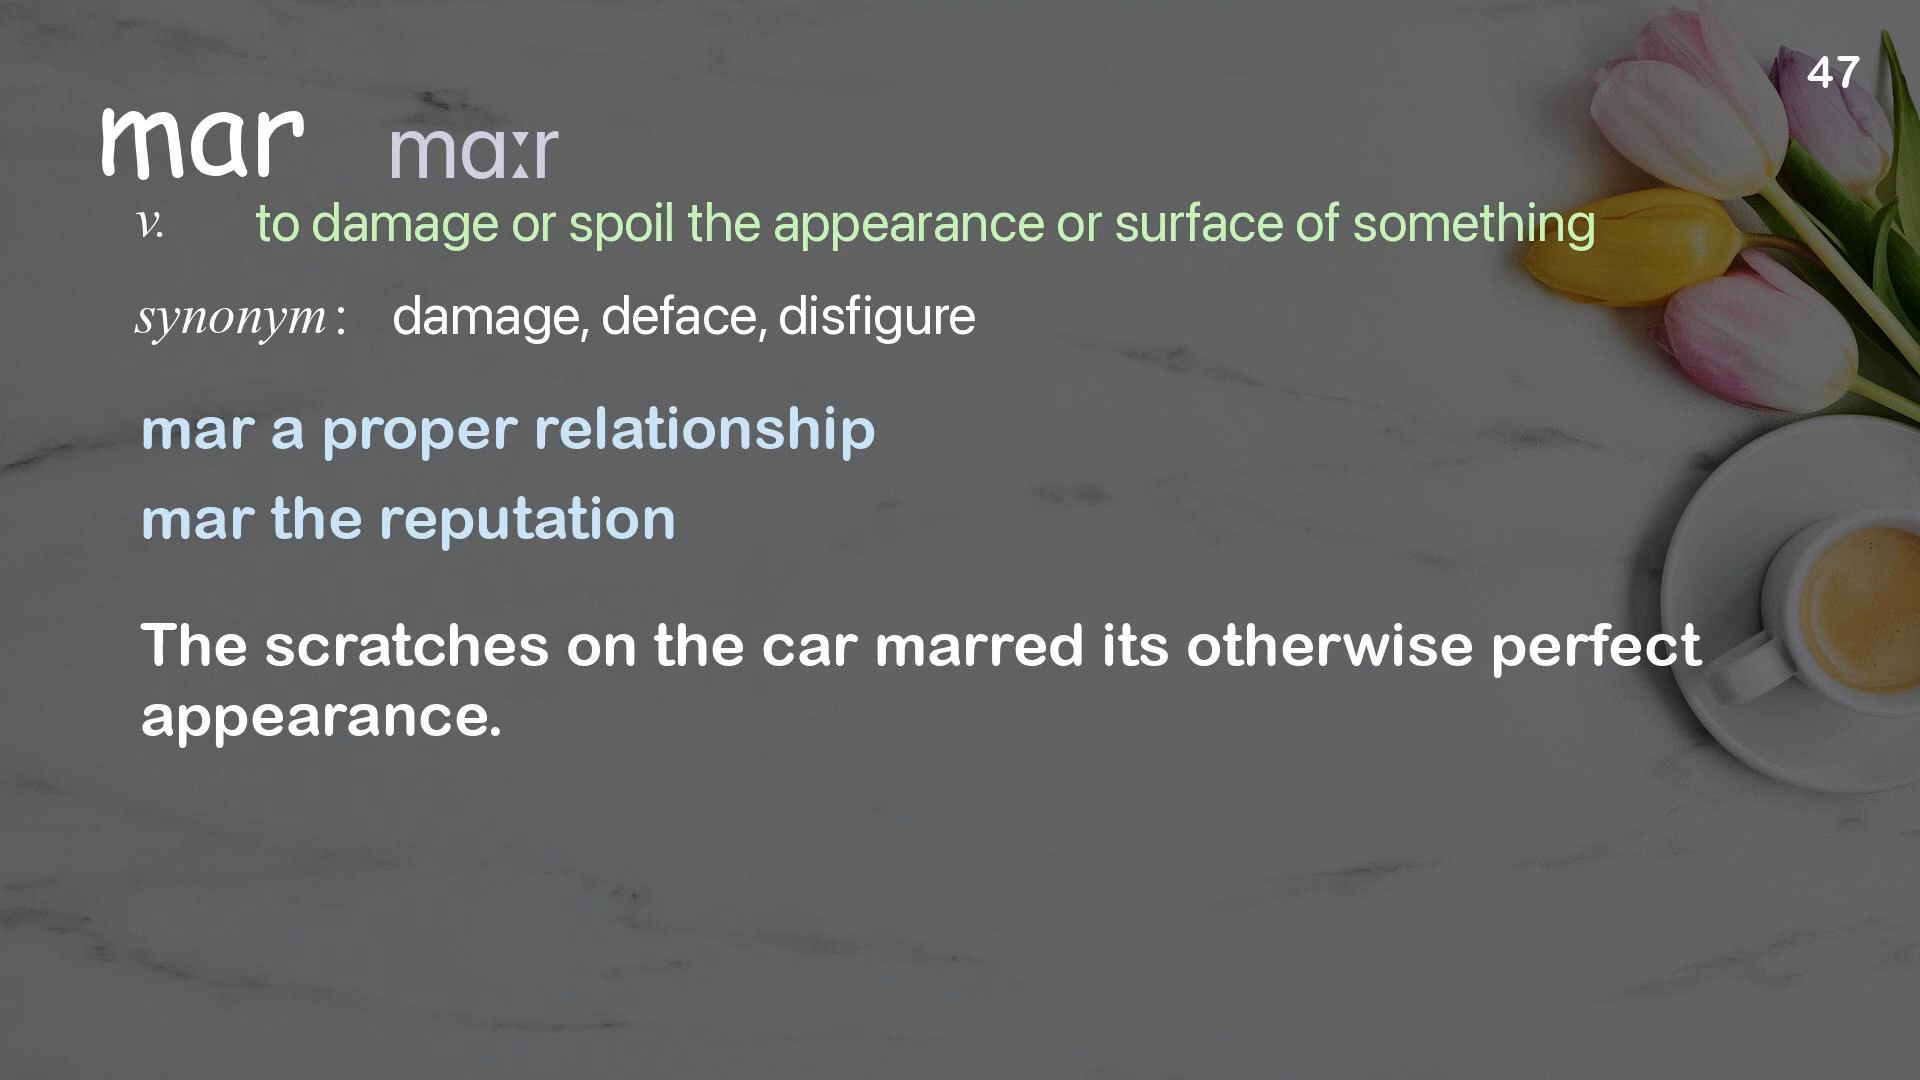 47
mar mɑːr
v. to damage or spoil the appearance or surface of something
synonym : damage, deface, disfigure
mar a proper relationship
mar the reputation
The scratches on the car marred its otherwise perfect
appearance.